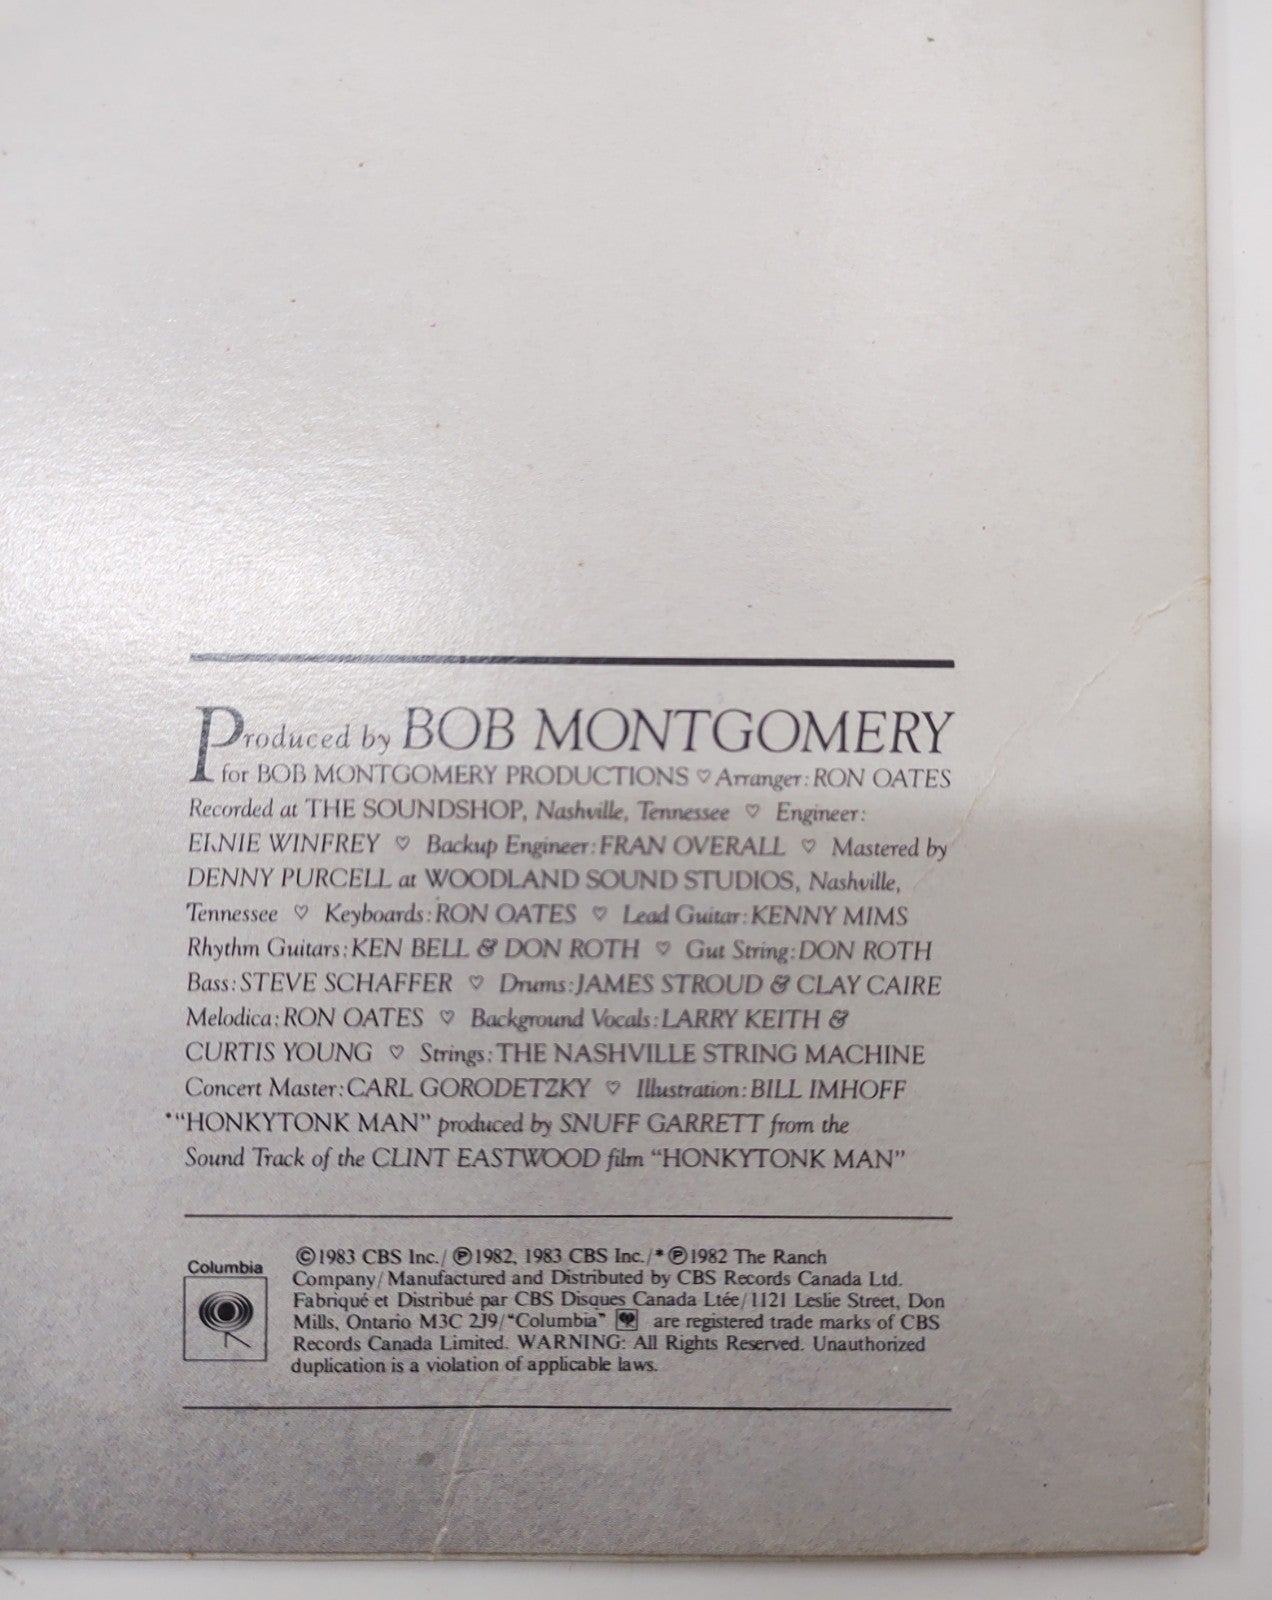 Produced by BOB MONTGOMERY
for BOB MONTGOMERY PRODUCTIONS ♡ Arranger: RON OATES
Recorded at THE SOUNDSHOP, Nashville, Tennessee ♡ Engineer:
ERNIE WINFREY ♡ Backup Engineer: FRAN OVERALL ♡ Mastered by
DENNY PURCELL at WOODLAND SOUND STUDIOS, Nashville,
Tennessee ♡ Keyboards: RON OATES ♡ Lead Guitar: KENNY MIMS
Rhythm Guitars: KEN BELL & DON ROTH ♡ Gut String: DON ROTH
Bass: STEVE SCHAFFER ♡ Drums: JAMES STROUD & CLAY CAIRE
Melodica: RON OATES ♡ Background Vocals: LARRY KEITH &
CURTIS YOUNG ♡ Strings: THE NASHVILLE STRING MACHINE
Concert Master: CARL GORODETZKY ♡ Illustration: BILL IMHOFF
*"HONKYTONK MAN" produced by SNUFF GARRETT from the
Sound Track of the CLINT EASTWOOD film "HONKYTONK MAN"
Columbia
©1983 CBS Inc./ ℗1982, 1983 CBS Inc./*℗1982 The Ranch
Company/Manufactured and Distributed by CBS Records Canada Ltd.
Fabriqué et Distribué par CBS Disques Canada Ltée/1121 Leslie Street, Don
Mills, Ontario M3C 2J9/"Columbia" are registered trade marks of CBS
Records Canada Limited. WARNING: All Rights Reserved. Unauthorized
duplication is a violation of applicable laws.